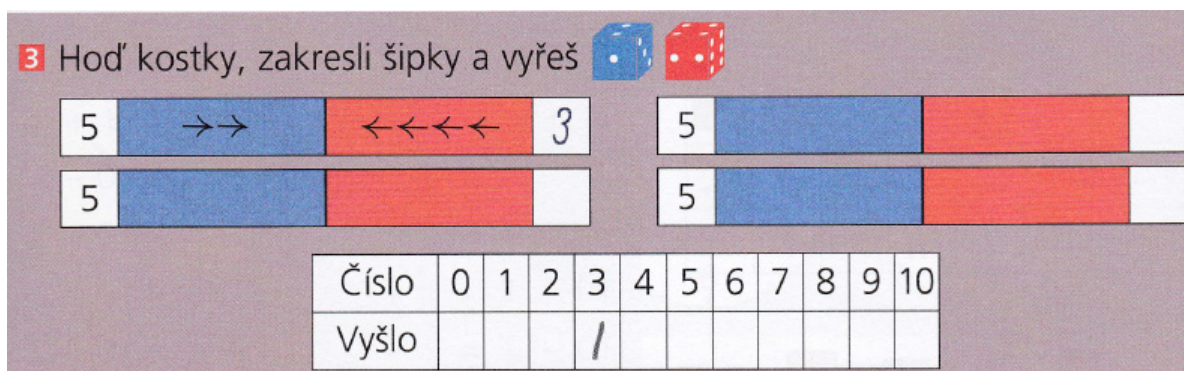 3 Hoď kostky, zakresli šipky a vyřeš
5 →→ ←←←← 3 5
5 5
Číslo 0 1 2 3 4 5 6 7 8 9 10
Vyšlo /